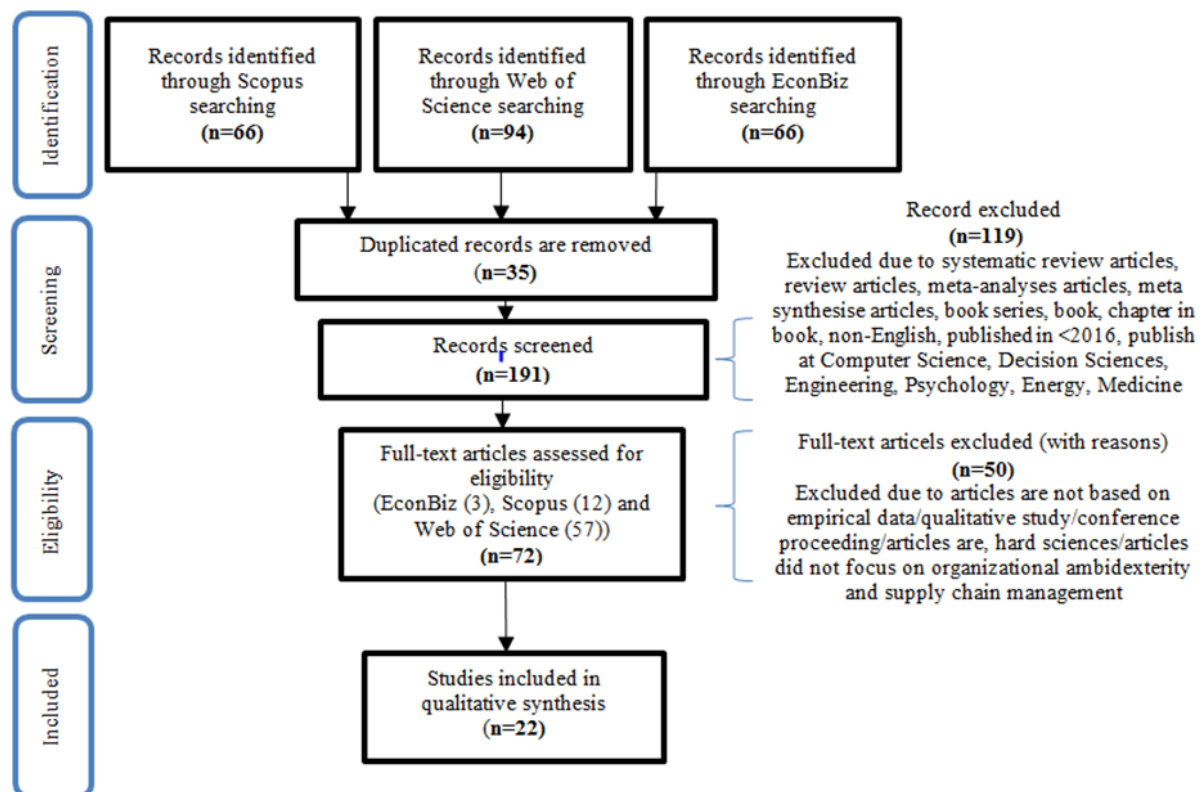 Identification
Records identified
through Scopus
searching
(n=66)
Records identified
through Web of
Science searching
(n=94)
Records identified
through EconBiz
searching
(n=66)
Screening
Duplicated records are removed
(n=35)
Records screened
(n=191)
Record excluded
(n=119)
Excluded due to systematic review articles,
review articles, meta-analyses articles, meta
synthesise articles, book series, book, chapter in
book, non-English, published in <2016, publish
at Computer Science, Decision Sciences,
Engineering, Psychology, Energy, Medicine
Eligibility
Full-text articles assessed for
eligibility
(EconBiz (3), Scopus (12) and
Web of Science (57))
(n=72)
Full-text articels excluded (with reasons)
(n=50)
Excluded due to articles are not based on
empirical data/qualitative study/conference
proceeding/articles are, hard sciences/articles
did not focus on organizational ambidexterity
and supply chain management
Included
Studies included in
qualitative synthesis
(n=22)